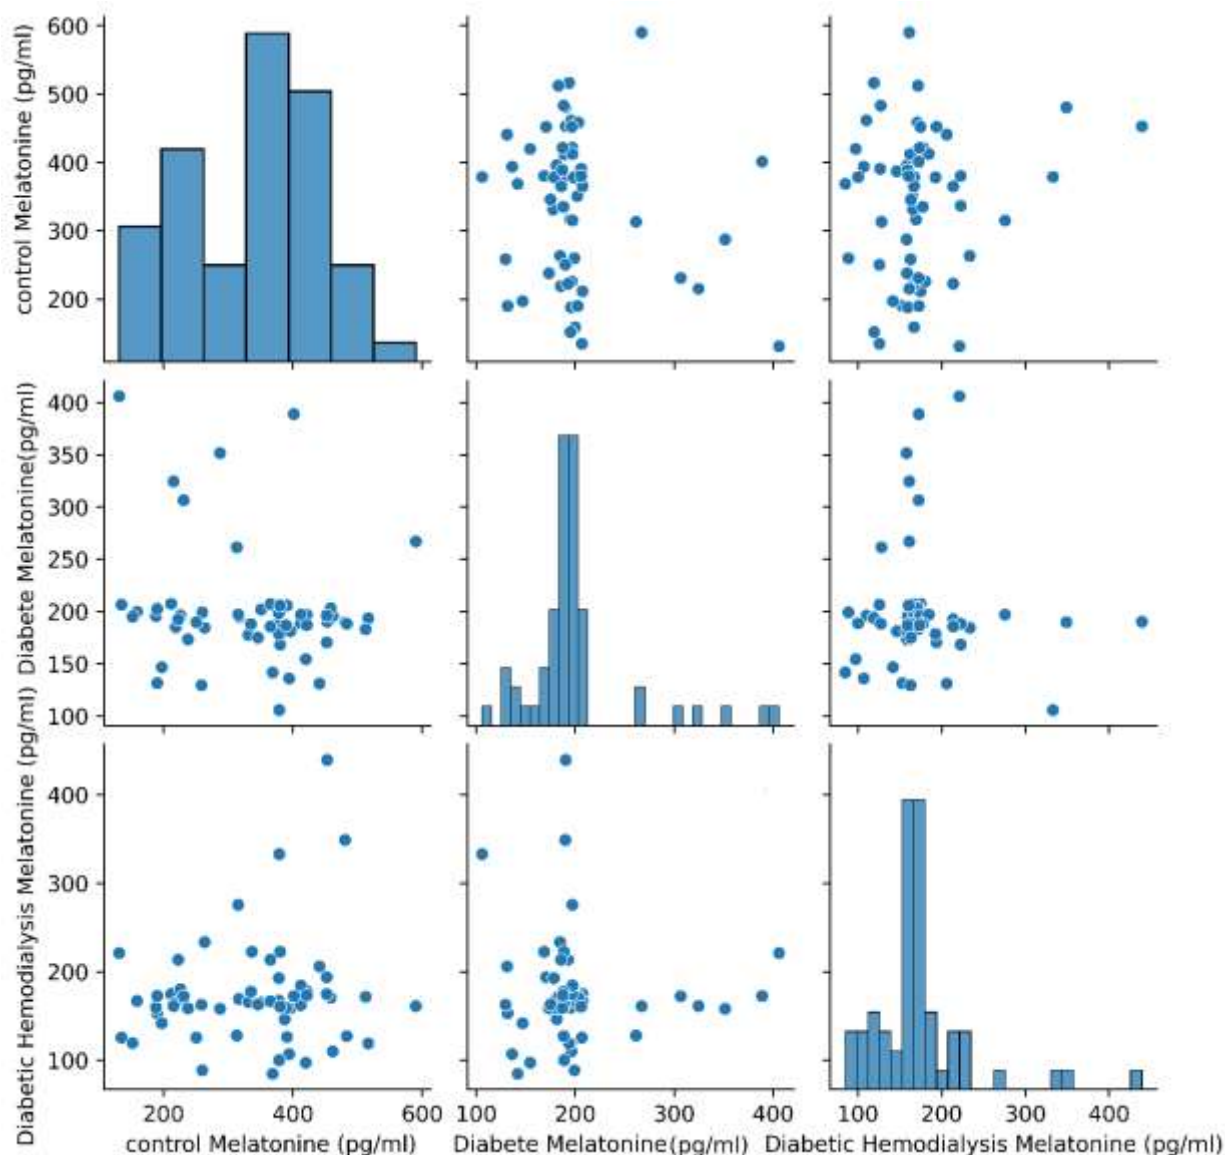 control Melatonine (pg/ml)
600
500
400
300
200
Diabete Melatonine(pg/ml)
400
350
300
250
200
150
100
Diabetic Hemodialysis Melatonine (pg/ml)
400
300
200
100
200 400 600
100 200 300 400
100 200 300 400
control Melatonine (pg/ml)
Diabete Melatonine(pg/ml)
Diabetic Hemodialysis Melatonine (pg/ml)